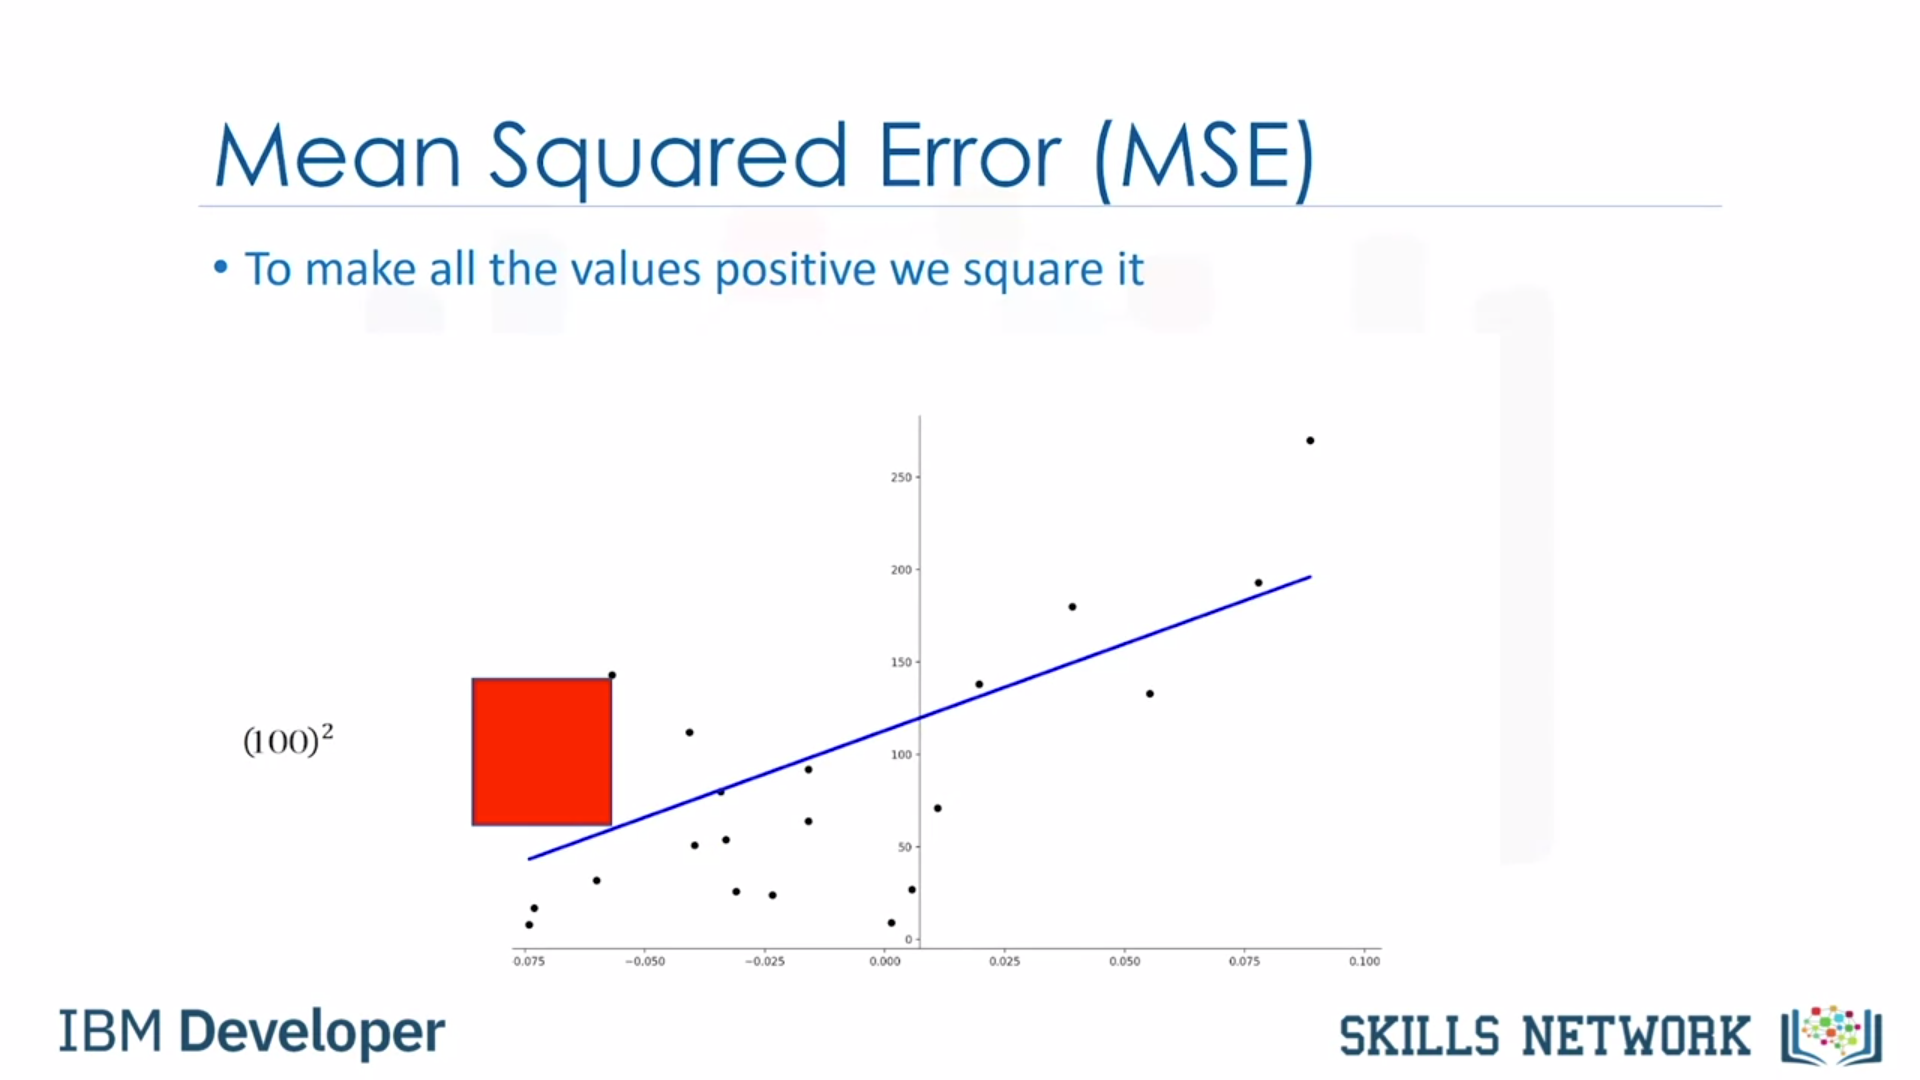 Mean Squared Error (MSE)
• To make all the values positive we square it
250
200
150
(100)²
100
50
0
0.075 −0.050 −0.025 0.000 0.025 0.050 0.075 0.100
IBM Developer
SKILLS NETWORK